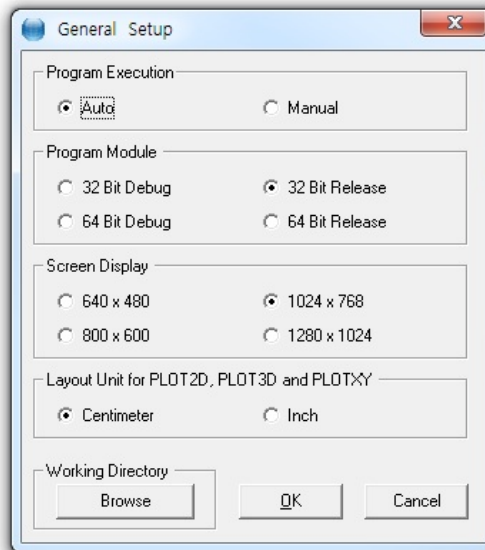 General Setup
Program Execution
Auto Manual
Program Module
32 Bit Debug 32 Bit Release
64 Bit Debug 64 Bit Release
Screen Display
640 x 480 1024 x 768
800 x 600 1280 x 1024
Layout Unit for PLOT2D, PLOT3D and PLOTXY
Centimeter Inch
Working Directory
Browse OK Cancel